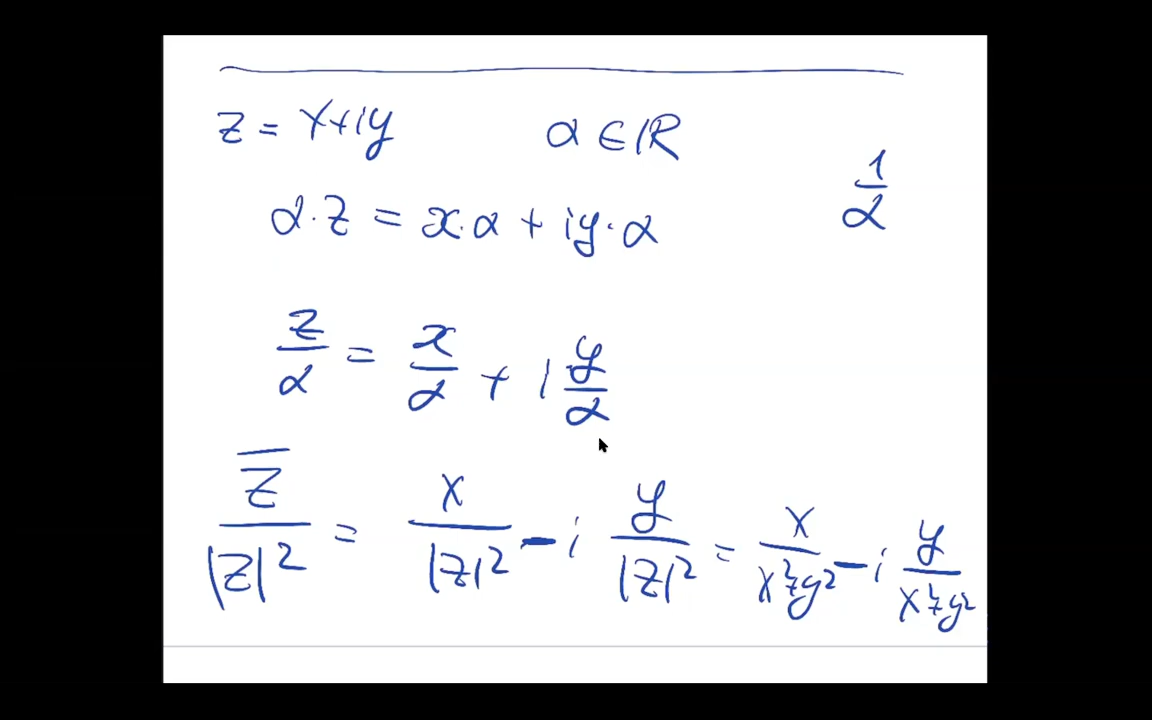 z = x+iy α ∈ ℝ
1/α
α·z = x·α + iy·α
z/α = x/α + i y/α
z̅/|z|² = x/|z|² - i y/|z|² = x/(x²+y²) - i y/(x²+y²)